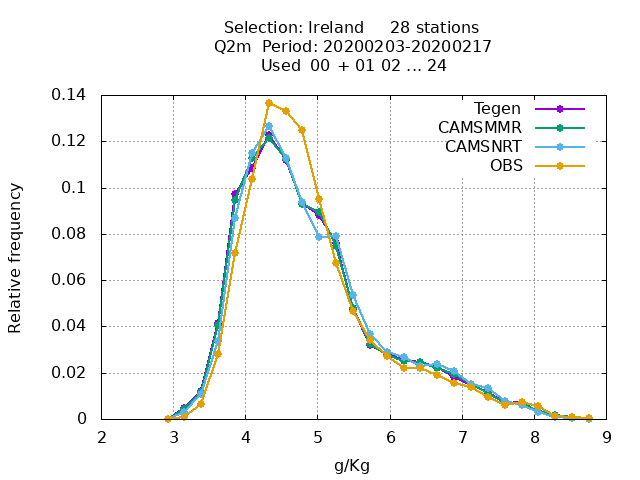 Selection: Ireland 28 stations
Q2m Period: 20200203-20200217
Used 00 + 01 02 ... 24
Tegen
CAMSMMR
CAMSNRT
OBS
0.14
0.12
0.1
0.08
0.06
0.04
0.02
0
Relative frequency
2 3 4 5 6 7 8 9
g/Kg